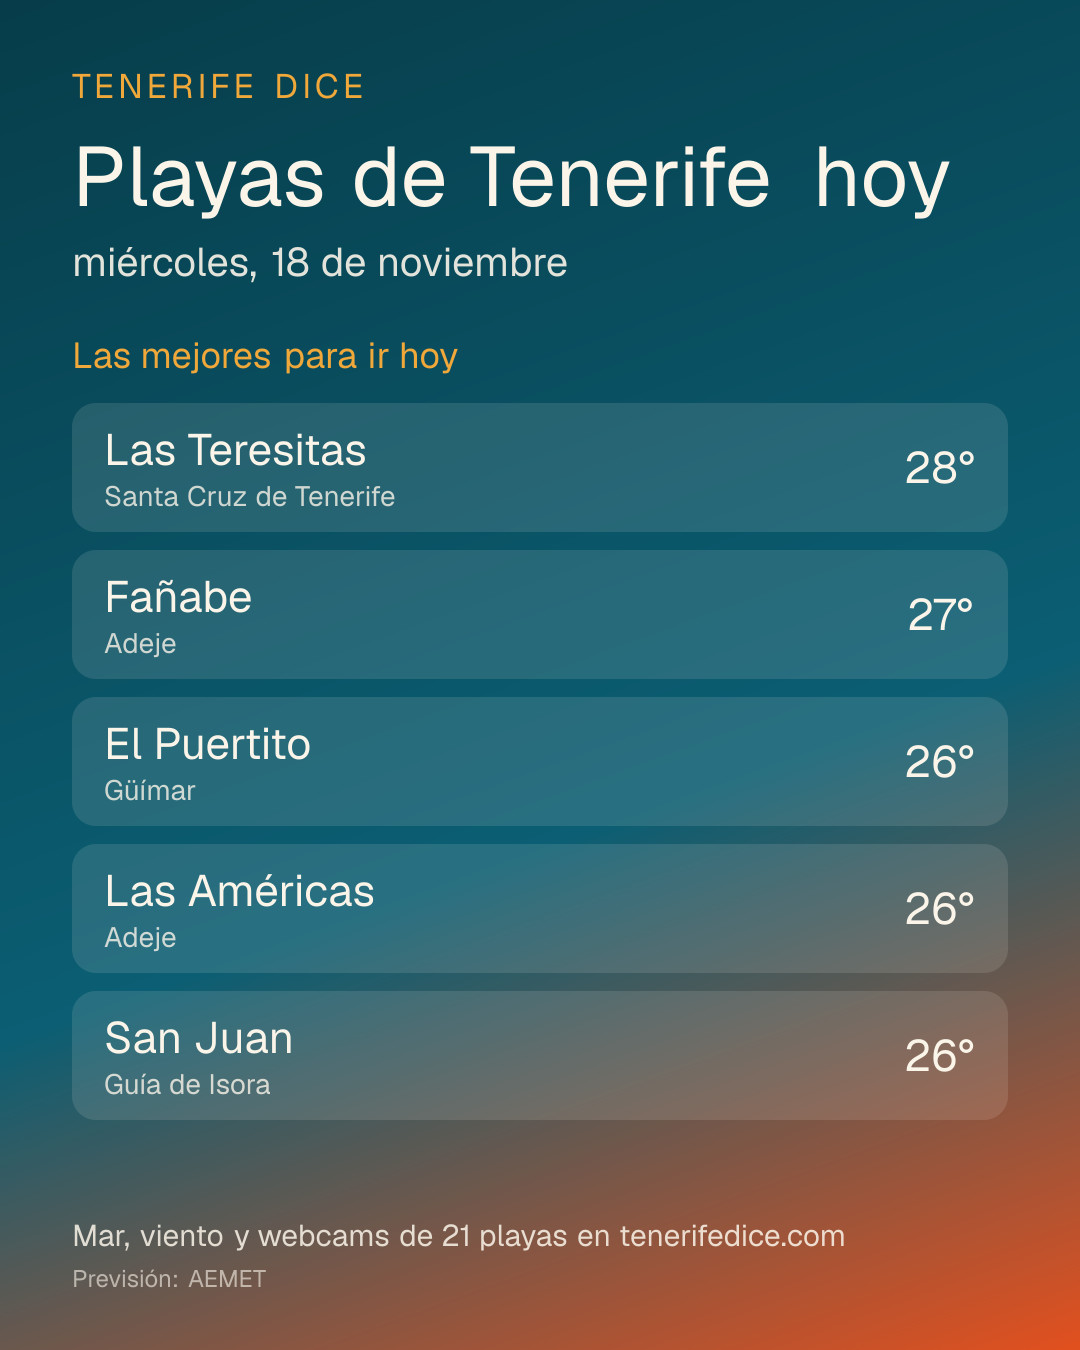 TENERIFE DICE
Playas de Tenerife hoy
miércoles, 18 de noviembre
Las mejores para ir hoy
Las Teresitas
Santa Cruz de Tenerife
28°
Fañabe
Adeje
27°
El Puertito
Güímar
26°
Las Américas
Adeje
26°
San Juan
Guía de Isora
26°
Mar, viento y webcams de 21 playas en tenerifedice.com
Previsión: AEMET